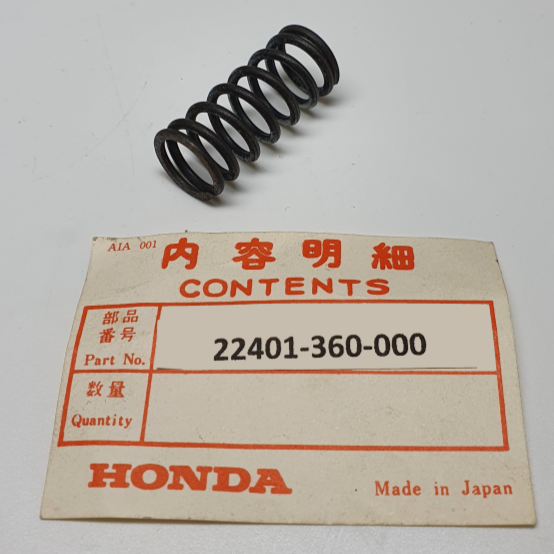 AIA 001
内容明細
CONTENTS
部品
番号
Part No.
22401-360-000
数量
Quantity
HONDA
Made in Japan